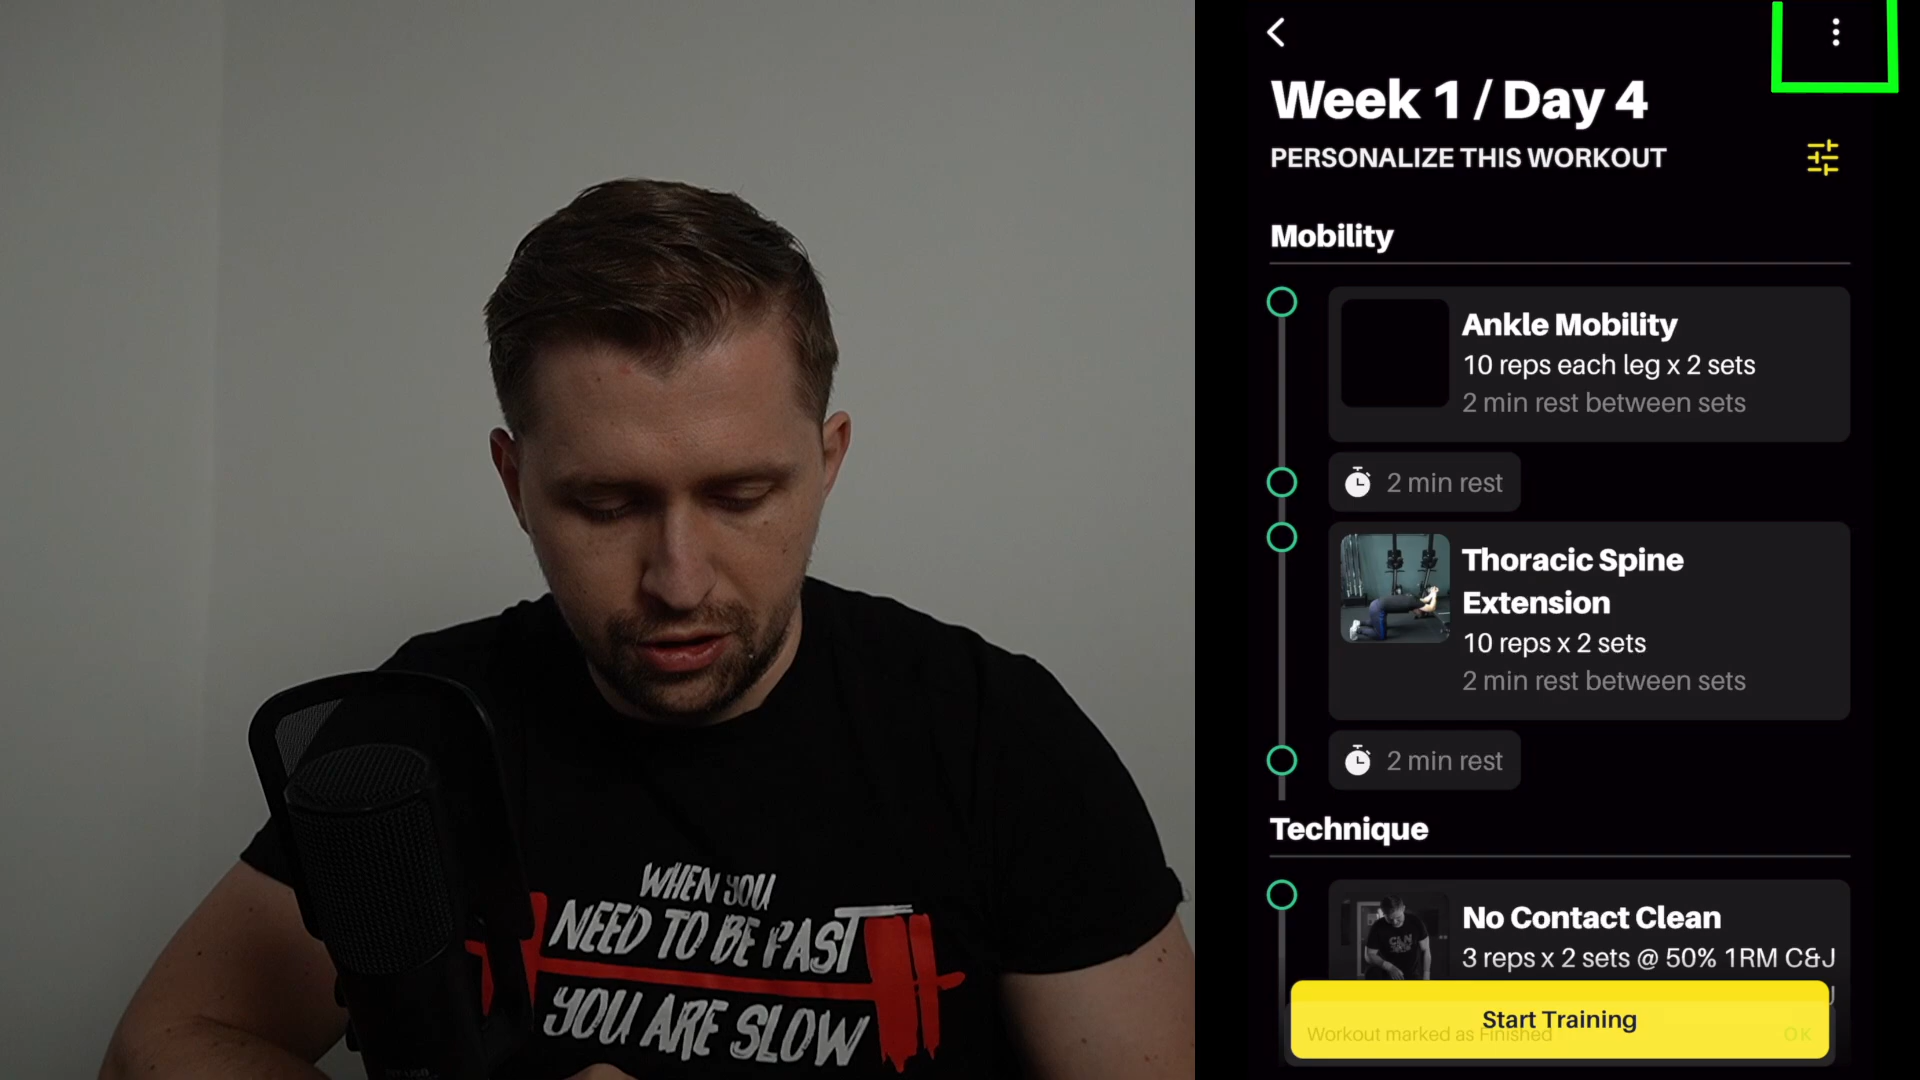 Week 1 / Day 4
PERSONALIZE THIS WORKOUT
Mobility
Ankle Mobility
10 reps each leg x 2 sets
2 min rest between sets
2 min rest
Thoracic Spine
Extension
10 reps x 2 sets
2 min rest between sets
2 min rest
Technique
No Contact Clean
3 reps x 2 sets @ 50% 1RM C&J
Start Training
Workout marked as Finished
OK
WHEN YOU
NEED TO BE FAST
YOU ARE SLOW